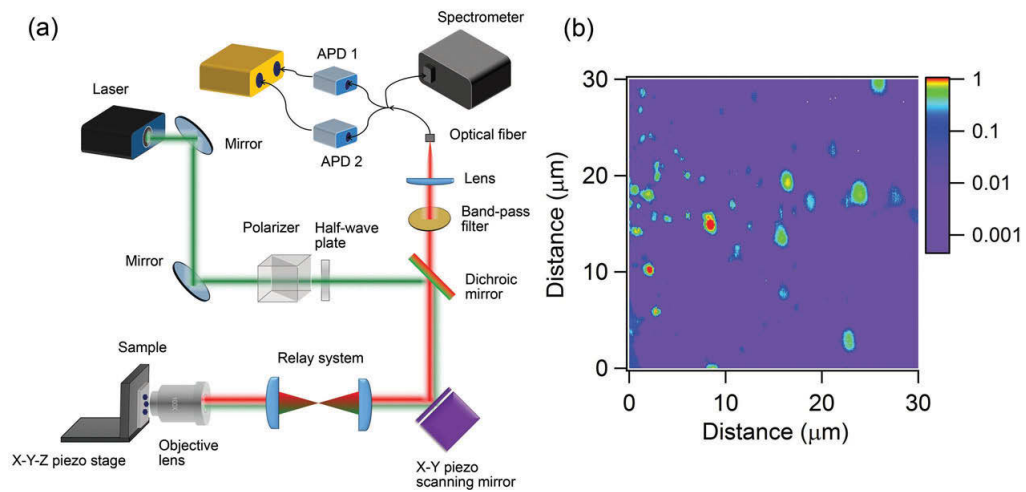 (a)
Spectrometer
APD 1
Laser
Mirror
APD 2
Optical fiber
Lens
Band-pass
filter
Polarizer
Half-wave
plate
Mirror
Dichroic
mirror
Sample
Relay system
Objective
lens
X-Y-Z piezo stage
X-Y piezo
scanning mirror
(b)
30
20
10
0
Distance (μm)
0
10
20
30
Distance (μm)
1
0.1
0.01
0.001